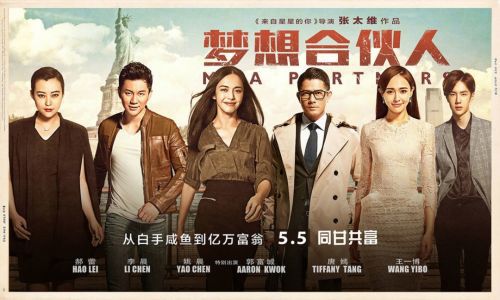 《来自星星的你》导演 张太维 作品
梦想合伙人
MBA PARTNERS
从白手咸鱼到亿万富翁 5.5 同甘共富
郝蕾 李晨 姚晨 特别出演 郭富城 唐嫣 王一博
HAO LEI LI CHEN YAO CHEN AARON KWOK TIFFANY TANG WANG YIBO